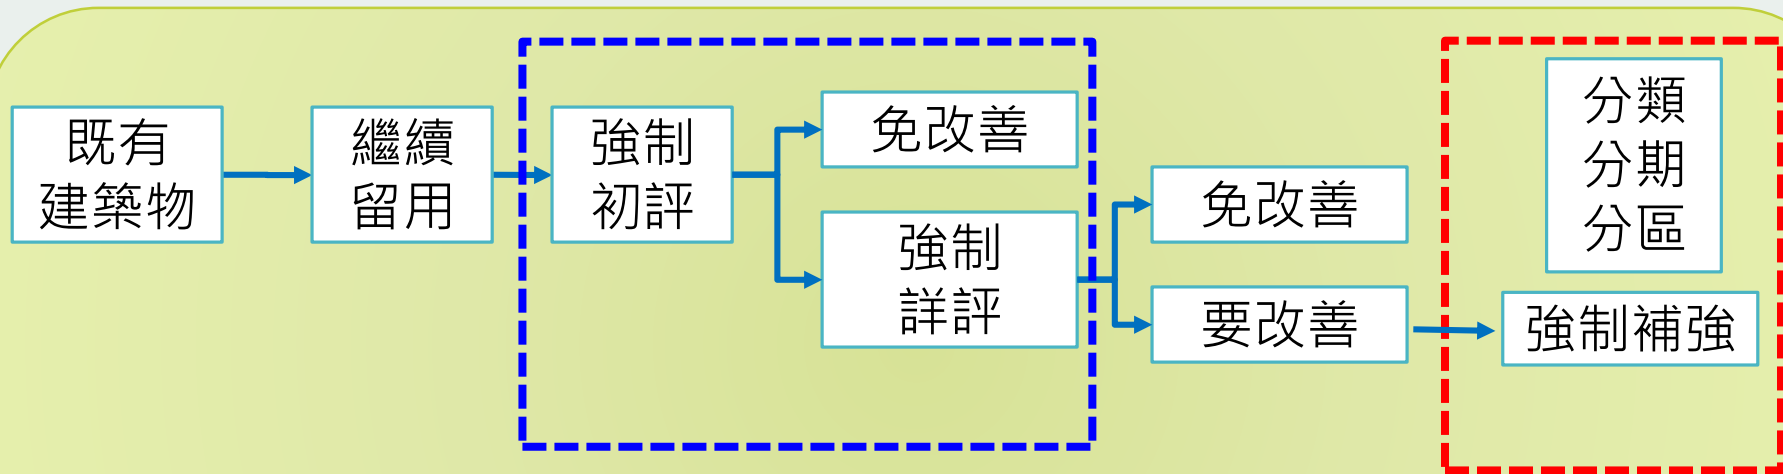 既有
建築物
繼續
留用
強制
初評
免改善
強制
詳評
免改善
要改善
分類
分期
分區
強制補強